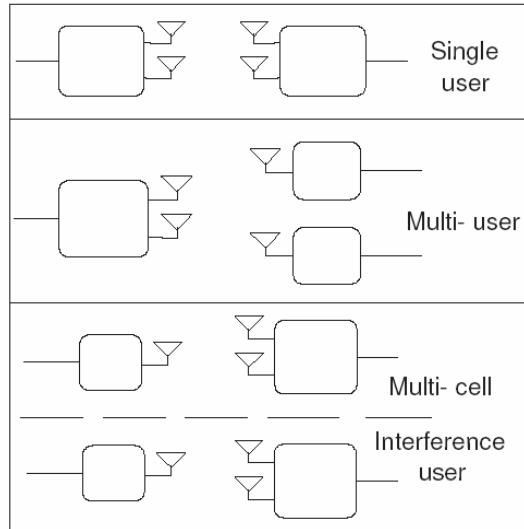 Single
user
Multi- user
Multi- cell
Interference
user